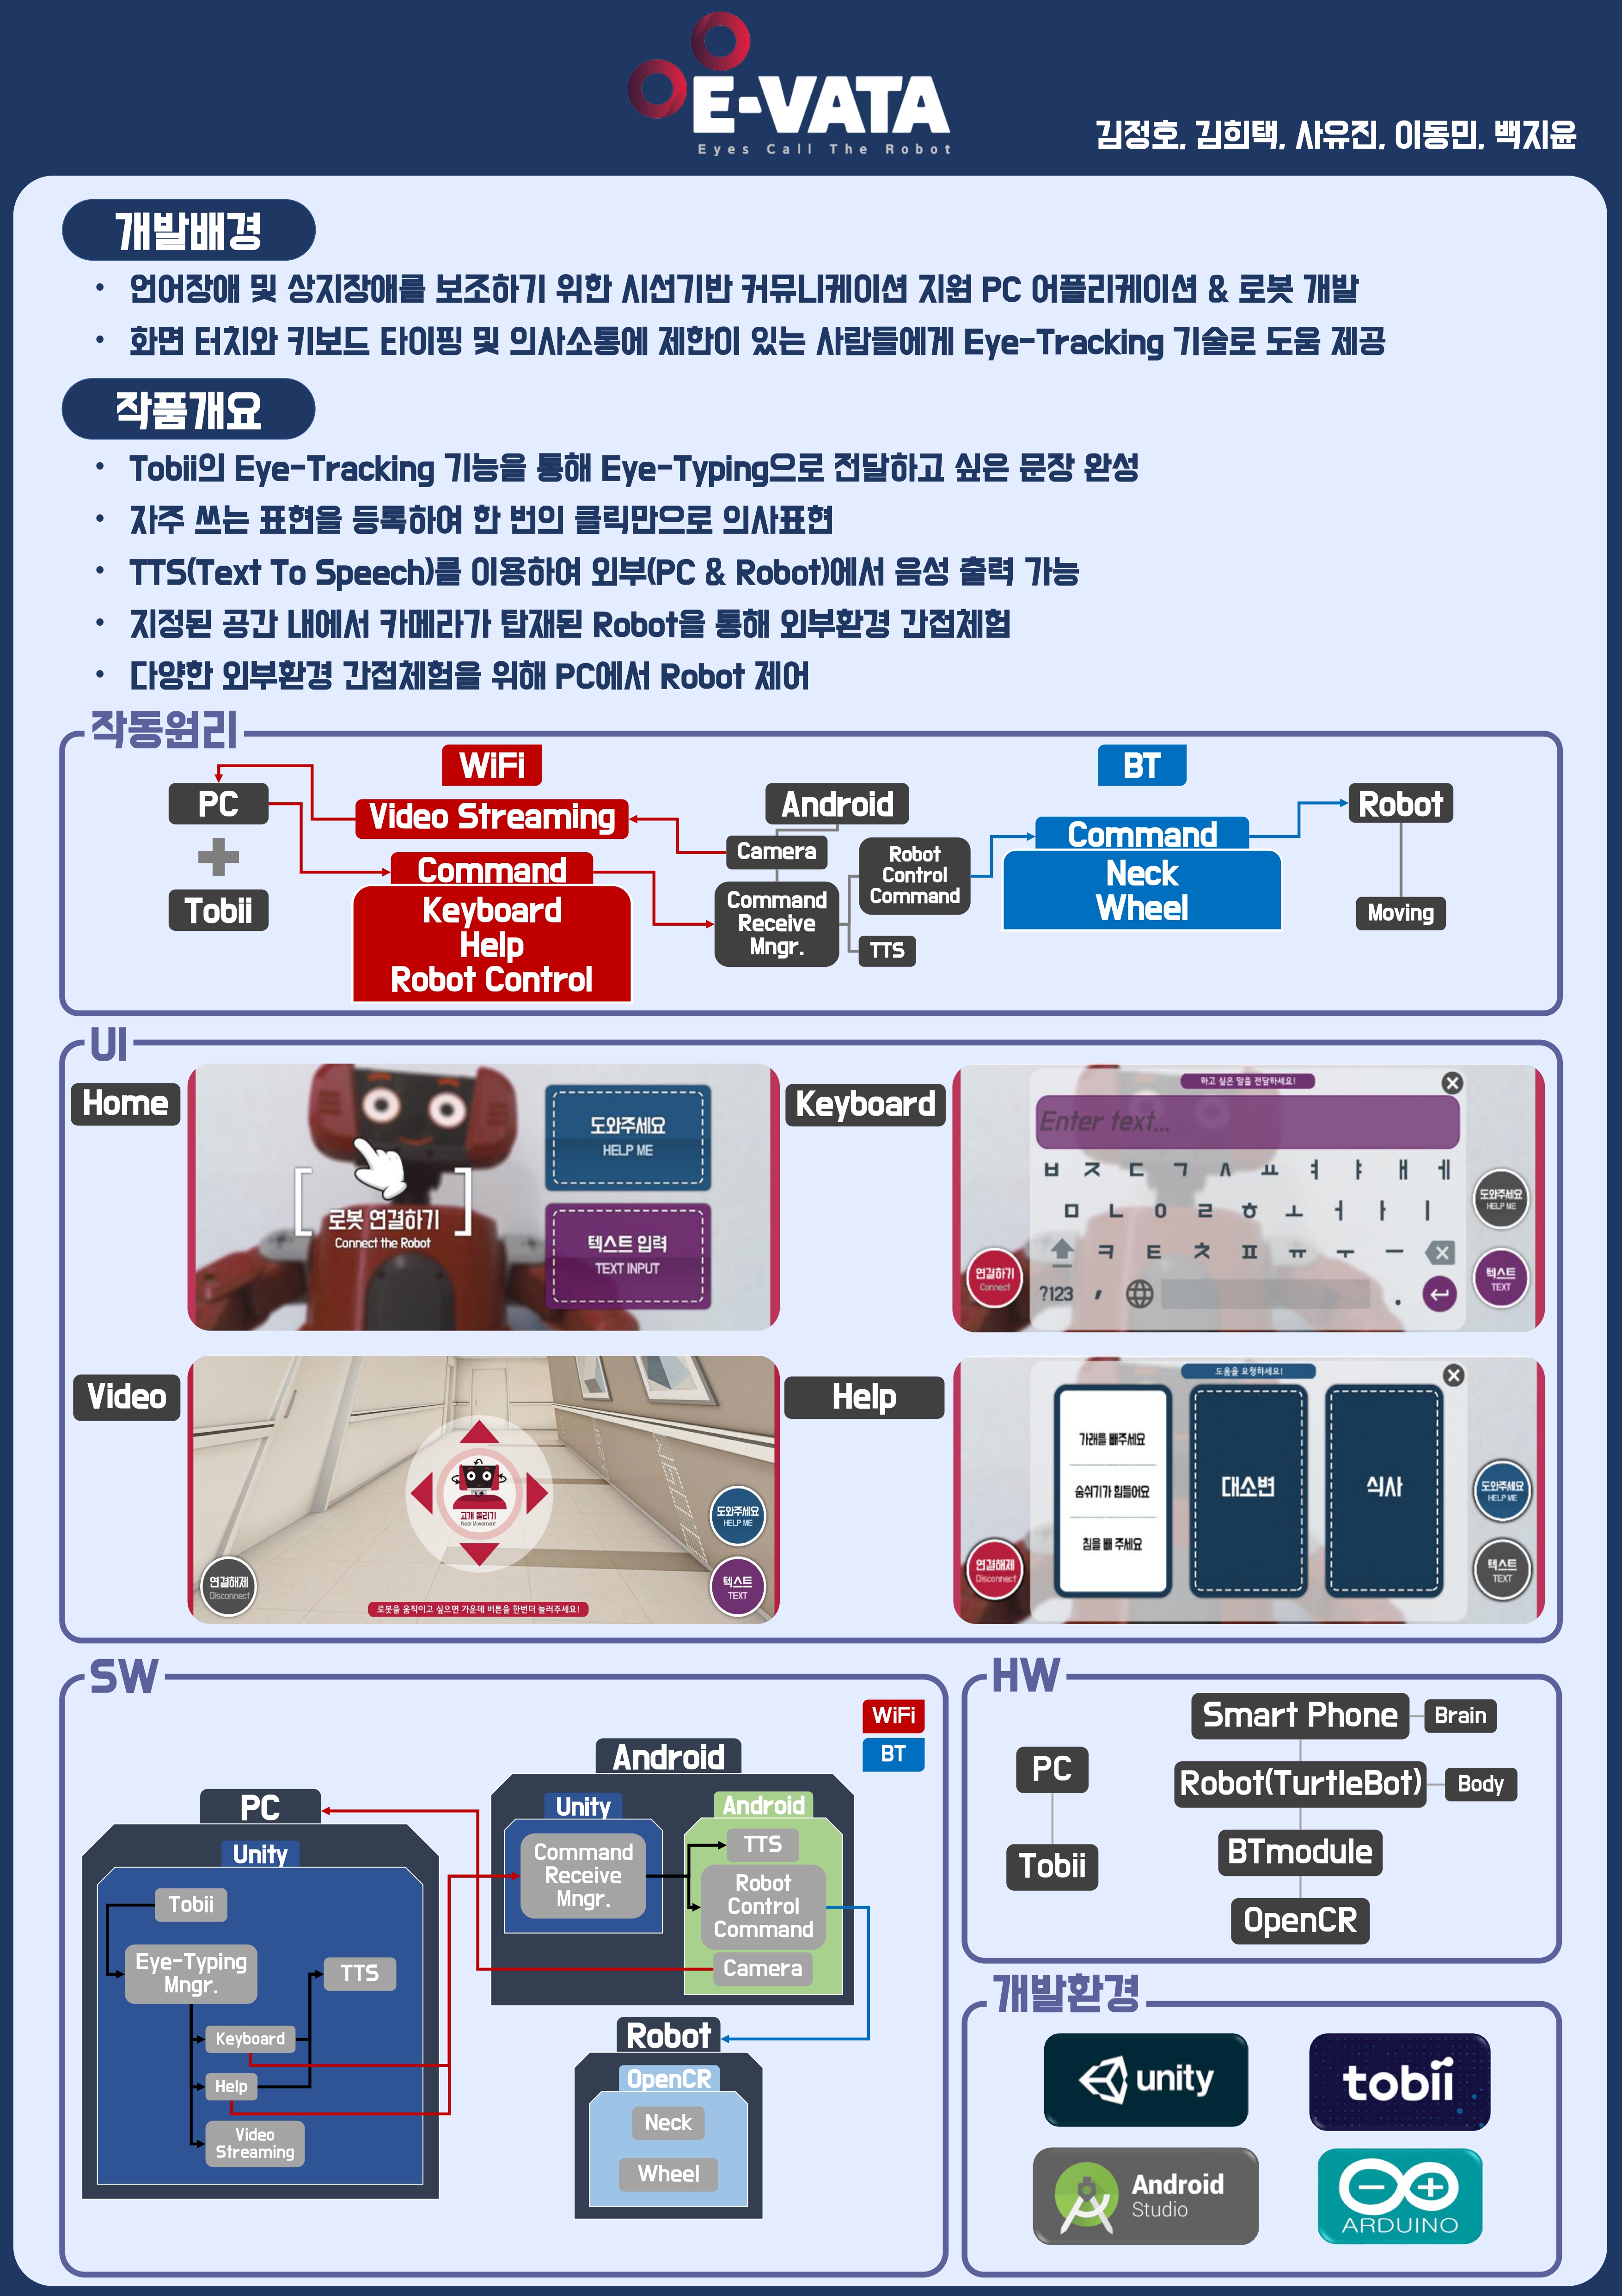 E-VATA
Eyes Call The Robot
김정호, 김희택, 사유진, 이동민, 백지윤
개발배경
• 언어장애 및 상지장애를 보조하기 위한 시선기반 커뮤니케이션 지원 PC 어플리케이션 & 로봇 개발
• 화면 터치와 키보드 타이핑 및 의사소통에 제한이 있는 사람들에게 Eye-Tracking 기술로 도움 제공
작품개요
• Tobii의 Eye-Tracking 기능을 통해 Eye-Typing으로 전달하고 싶은 문장 완성
• 자주 쓰는 표현을 등록하여 한 번의 클릭만으로 의사표현
• TTS(Text To Speech)를 이용하여 외부(PC & Robot)에서 음성 출력 가능
• 지정된 공간 내에서 카메라가 탑재된 Robot을 통해 외부환경 간접체험
• 다양한 외부환경 간접체험을 위해 PC에서 Robot 제어
작동원리
WiFi
BT
PC
Tobii
Video Streaming
Command
Keyboard
Help
Robot Control
Android
Camera
Command
Receive
Mngr.
Robot
Control
Command
TTS
Command
Neck
Wheel
Robot
Moving
UI
Home
로봇 연결하기
Connect the Robot
도와주세요
HELP ME
텍스트 입력
TEXT INPUT
Keyboard
하고 싶은 말을 전달하세요!
Enter text...
ㅂ ㅈ ㄷ ㄱ ㅅ ㅛ ㅕ ㅑ ㅐ ㅔ
ㅁ ㄴ ㅇ ㄹ ㅎ ㅗ ㅓ ㅏ ㅣ
ㅋ ㅌ ㅊ ㅍ ㅠ ㅜ ㅡ
?123 , .
연결하기
Connect
도와주세요
HELP ME
텍스트
TEXT
Video
고개 돌리기
Neck Movement
연결해제
Disconnect
도와주세요
HELP ME
텍스트
TEXT
로봇을 움직이고 싶으면 가운데 버튼을 한번더 눌러주세요!
Help
도움을 요청하세요!
가래를 빼주세요
숨쉬기가 힘들어요
침을 빼 주세요
대소변
식사
연결해제
Disconnect
도와주세요
HELP ME
텍스트
TEXT
SW
WiFi
BT
PC
Unity
Tobii
Eye-Typing
Mngr.
TTS
Keyboard
Help
Video
Streaming
Android
Unity
Command
Receive
Mngr.
Android
TTS
Robot
Control
Command
Camera
Robot
OpenCR
Neck
Wheel
HW
PC
Tobii
Smart Phone
Brain
Robot(TurtleBot)
Body
BTmodule
OpenCR
개발환경
unity
tobii
Android
Studio
ARDUINO